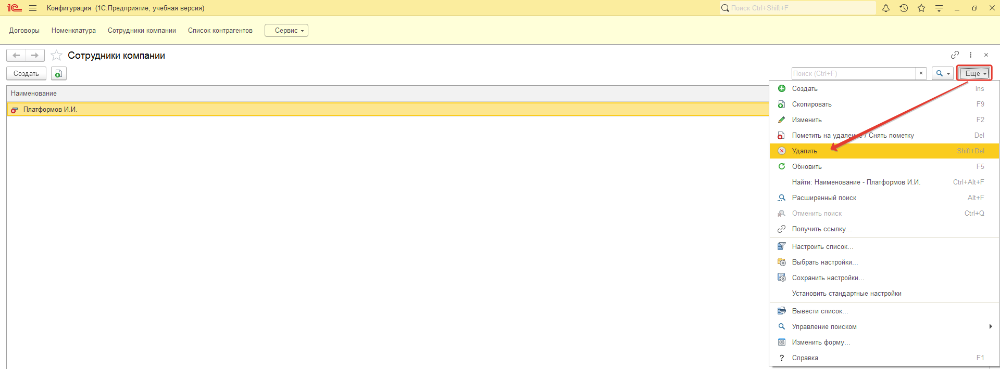 1С Конфигурация (1С:Предприятие, учебная версия) Поиск Ctrl+Shift+F
Договоры Номенклатура Сотрудники компании Список контрагентов Сервис
Сотрудники компании
Создать Поиск (Ctrl+F) × Еще
Наименование
Платформов И.И.
Создать Ins
Скопировать F9
Изменить F2
Пометить на удаление / Снять пометку Del
Удалить Shift+Del
Обновить F5
Найти: Наименование - Платформов И.И. Ctrl+Alt+F
Расширенный поиск Alt+F
Отменить поиск Ctrl+Q
Получить ссылку...
Настроить список...
Выбрать настройки...
Сохранить настройки...
Установить стандартные настройки
Вывести список...
Управление поиском
Изменить форму...
? Справка F1